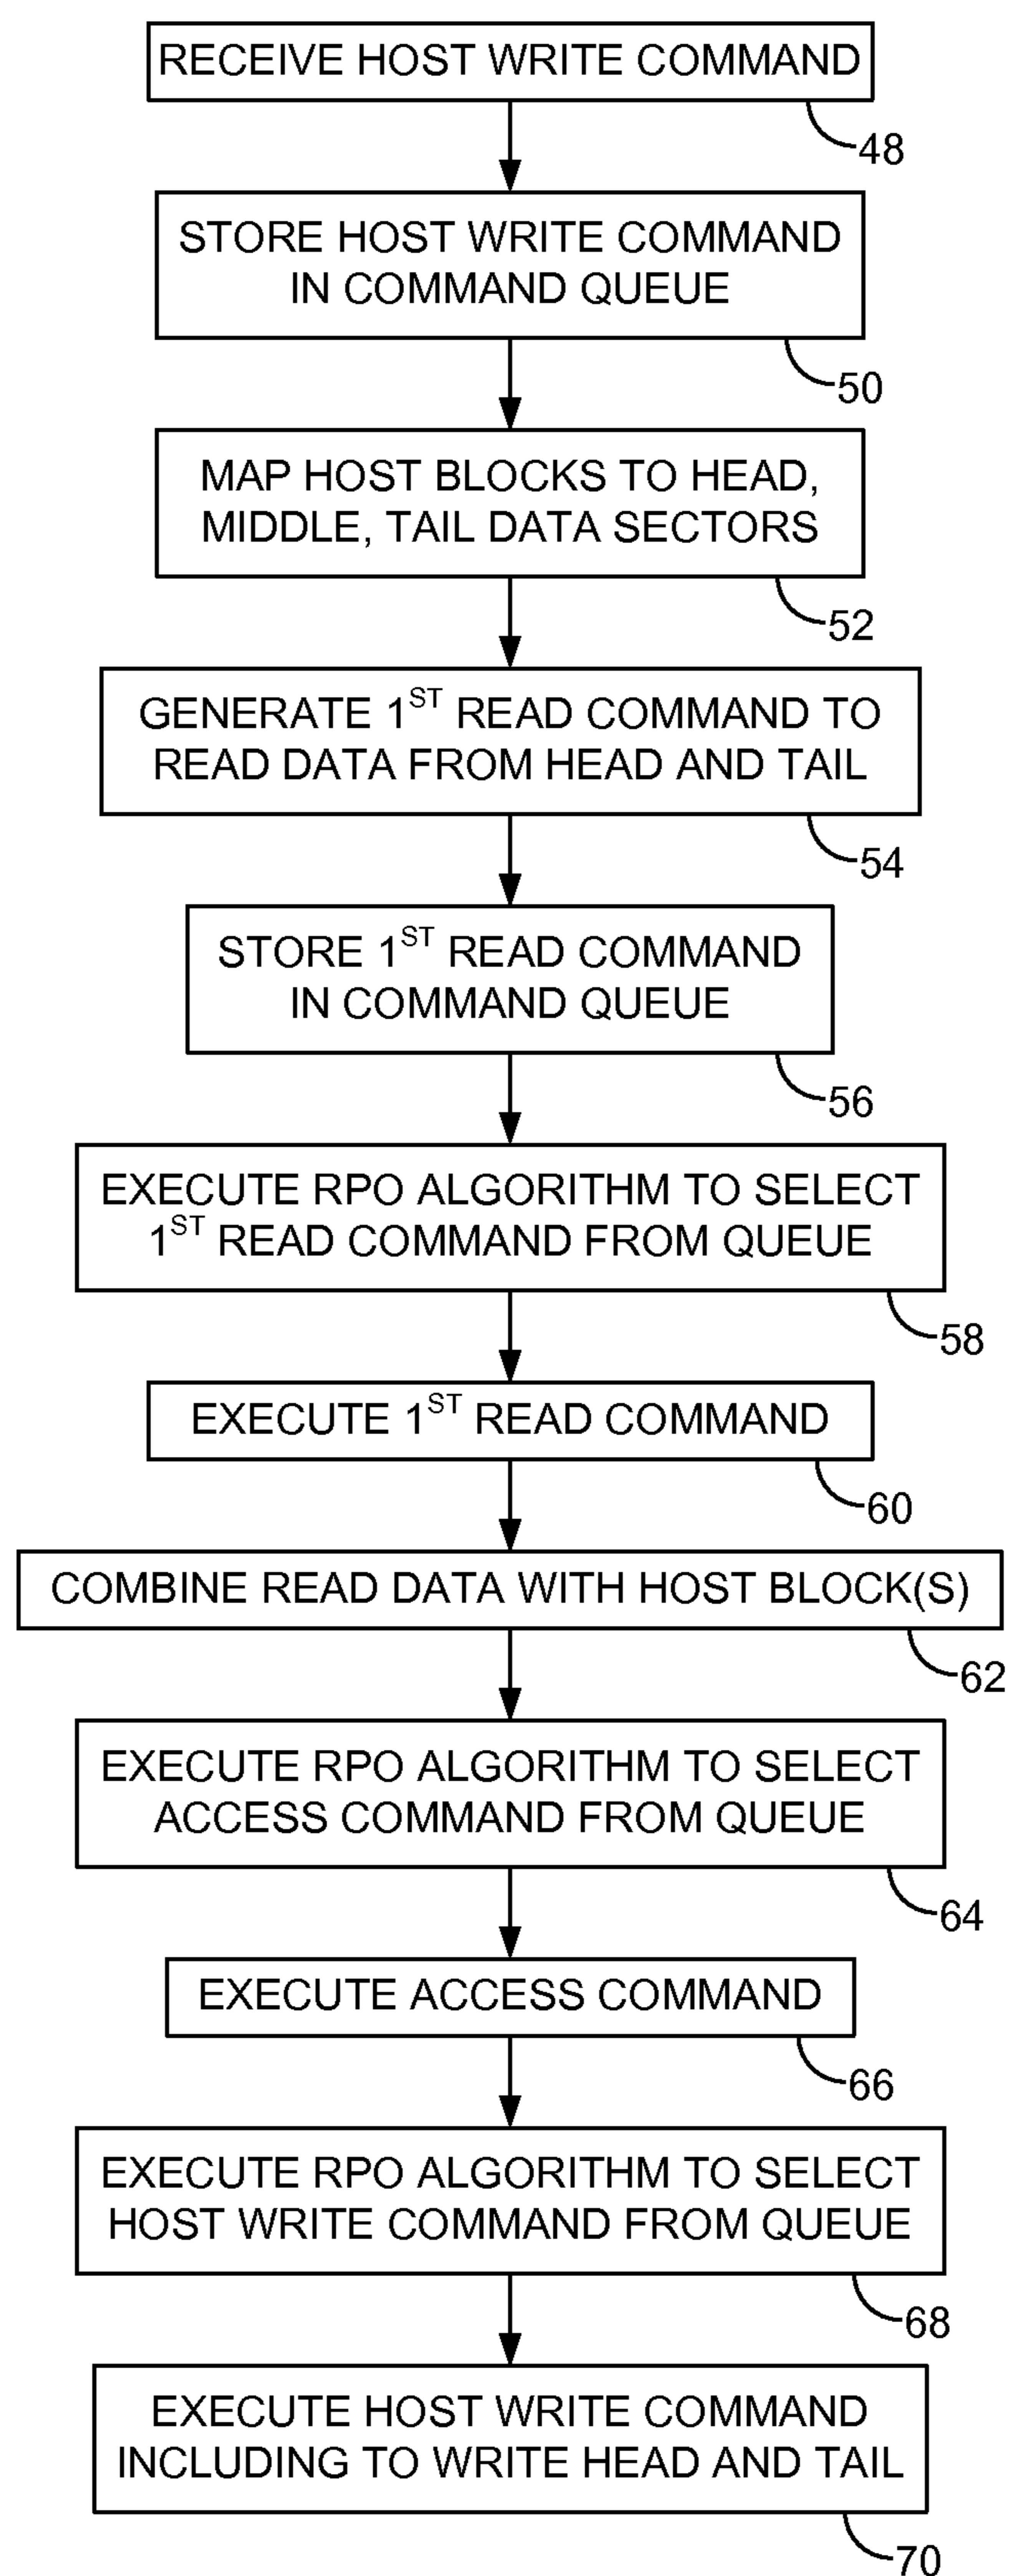 RECEIVE HOST WRITE COMMAND
48
STORE HOST WRITE COMMAND
IN COMMAND QUEUE
50
MAP HOST BLOCKS TO HEAD,
MIDDLE, TAIL DATA SECTORS
52
GENERATE 1ST READ COMMAND TO
READ DATA FROM HEAD AND TAIL
54
STORE 1ST READ COMMAND
IN COMMAND QUEUE
56
EXECUTE RPO ALGORITHM TO SELECT
1ST READ COMMAND FROM QUEUE
58
EXECUTE 1ST READ COMMAND
60
COMBINE READ DATA WITH HOST BLOCK(S)
62
EXECUTE RPO ALGORITHM TO SELECT
ACCESS COMMAND FROM QUEUE
64
EXECUTE ACCESS COMMAND
66
EXECUTE RPO ALGORITHM TO SELECT
HOST WRITE COMMAND FROM QUEUE
68
EXECUTE HOST WRITE COMMAND
INCLUDING TO WRITE HEAD AND TAIL
70